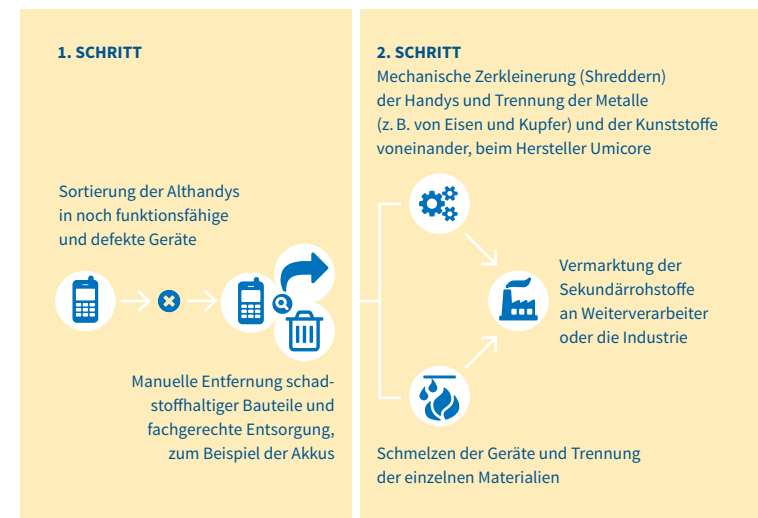 1. SCHRITT
Sortierung der Althandys
in noch funktionsfähige
und defekte Geräte
Manuelle Entfernung schad-
stoffhaltiger Bauteile und
fachgerechte Entsorgung,
zum Beispiel der Akkus
2. SCHRITT
Mechanische Zerkleinerung (Shreddern)
der Handys und Trennung der Metalle
(z. B. von Eisen und Kupfer) und der Kunststoffe
voneinander, beim Hersteller Umicore
Vermarktung der
Sekundärrohstoffe
an Weiterverarbeiter
oder die Industrie
Schmelzen der Geräte und Trennung
der einzelnen Materialien